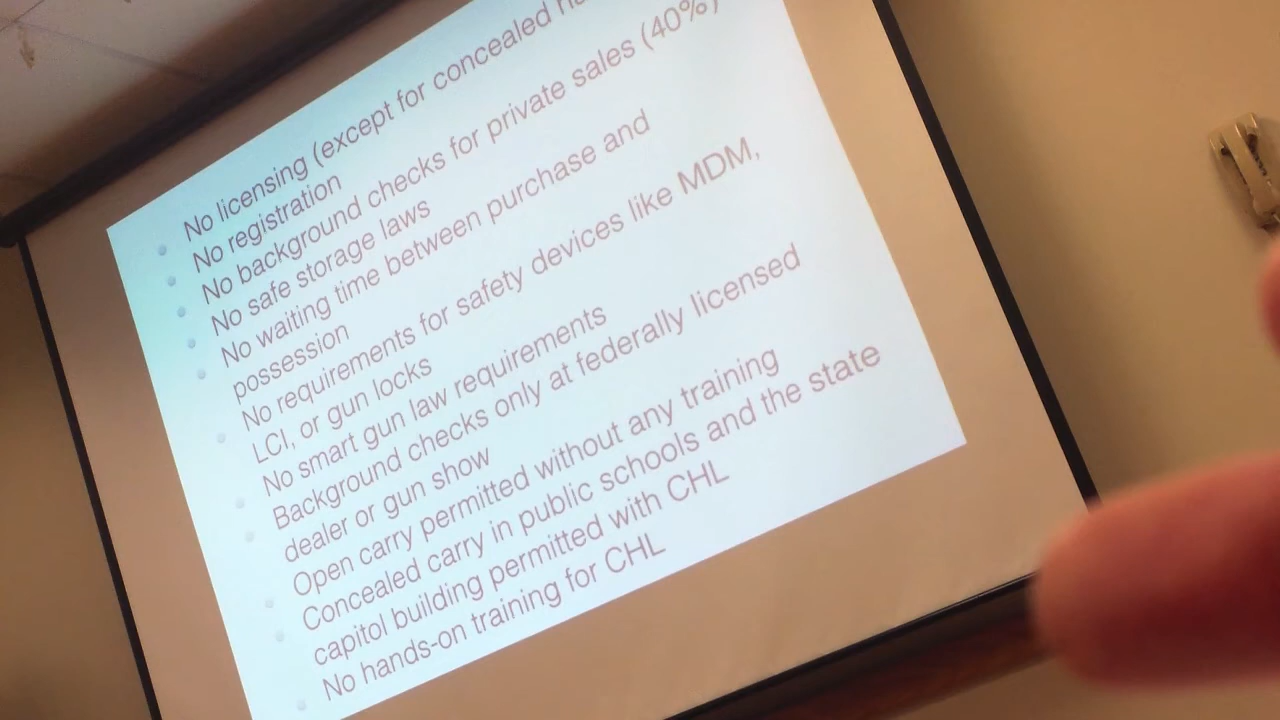 No licensing (except for concealed
No registration
No background checks for private sales (40%)
No safe storage laws
No waiting time between purchase and
possession
No requirements for safety devices like MDM,
LCI, or gun locks
No smart gun law requirements
Background checks only at federally licensed
dealer or gun show
Open carry permitted without any training
Concealed carry in public schools and the state
capitol building permitted with CHL
No hands-on training for CHL